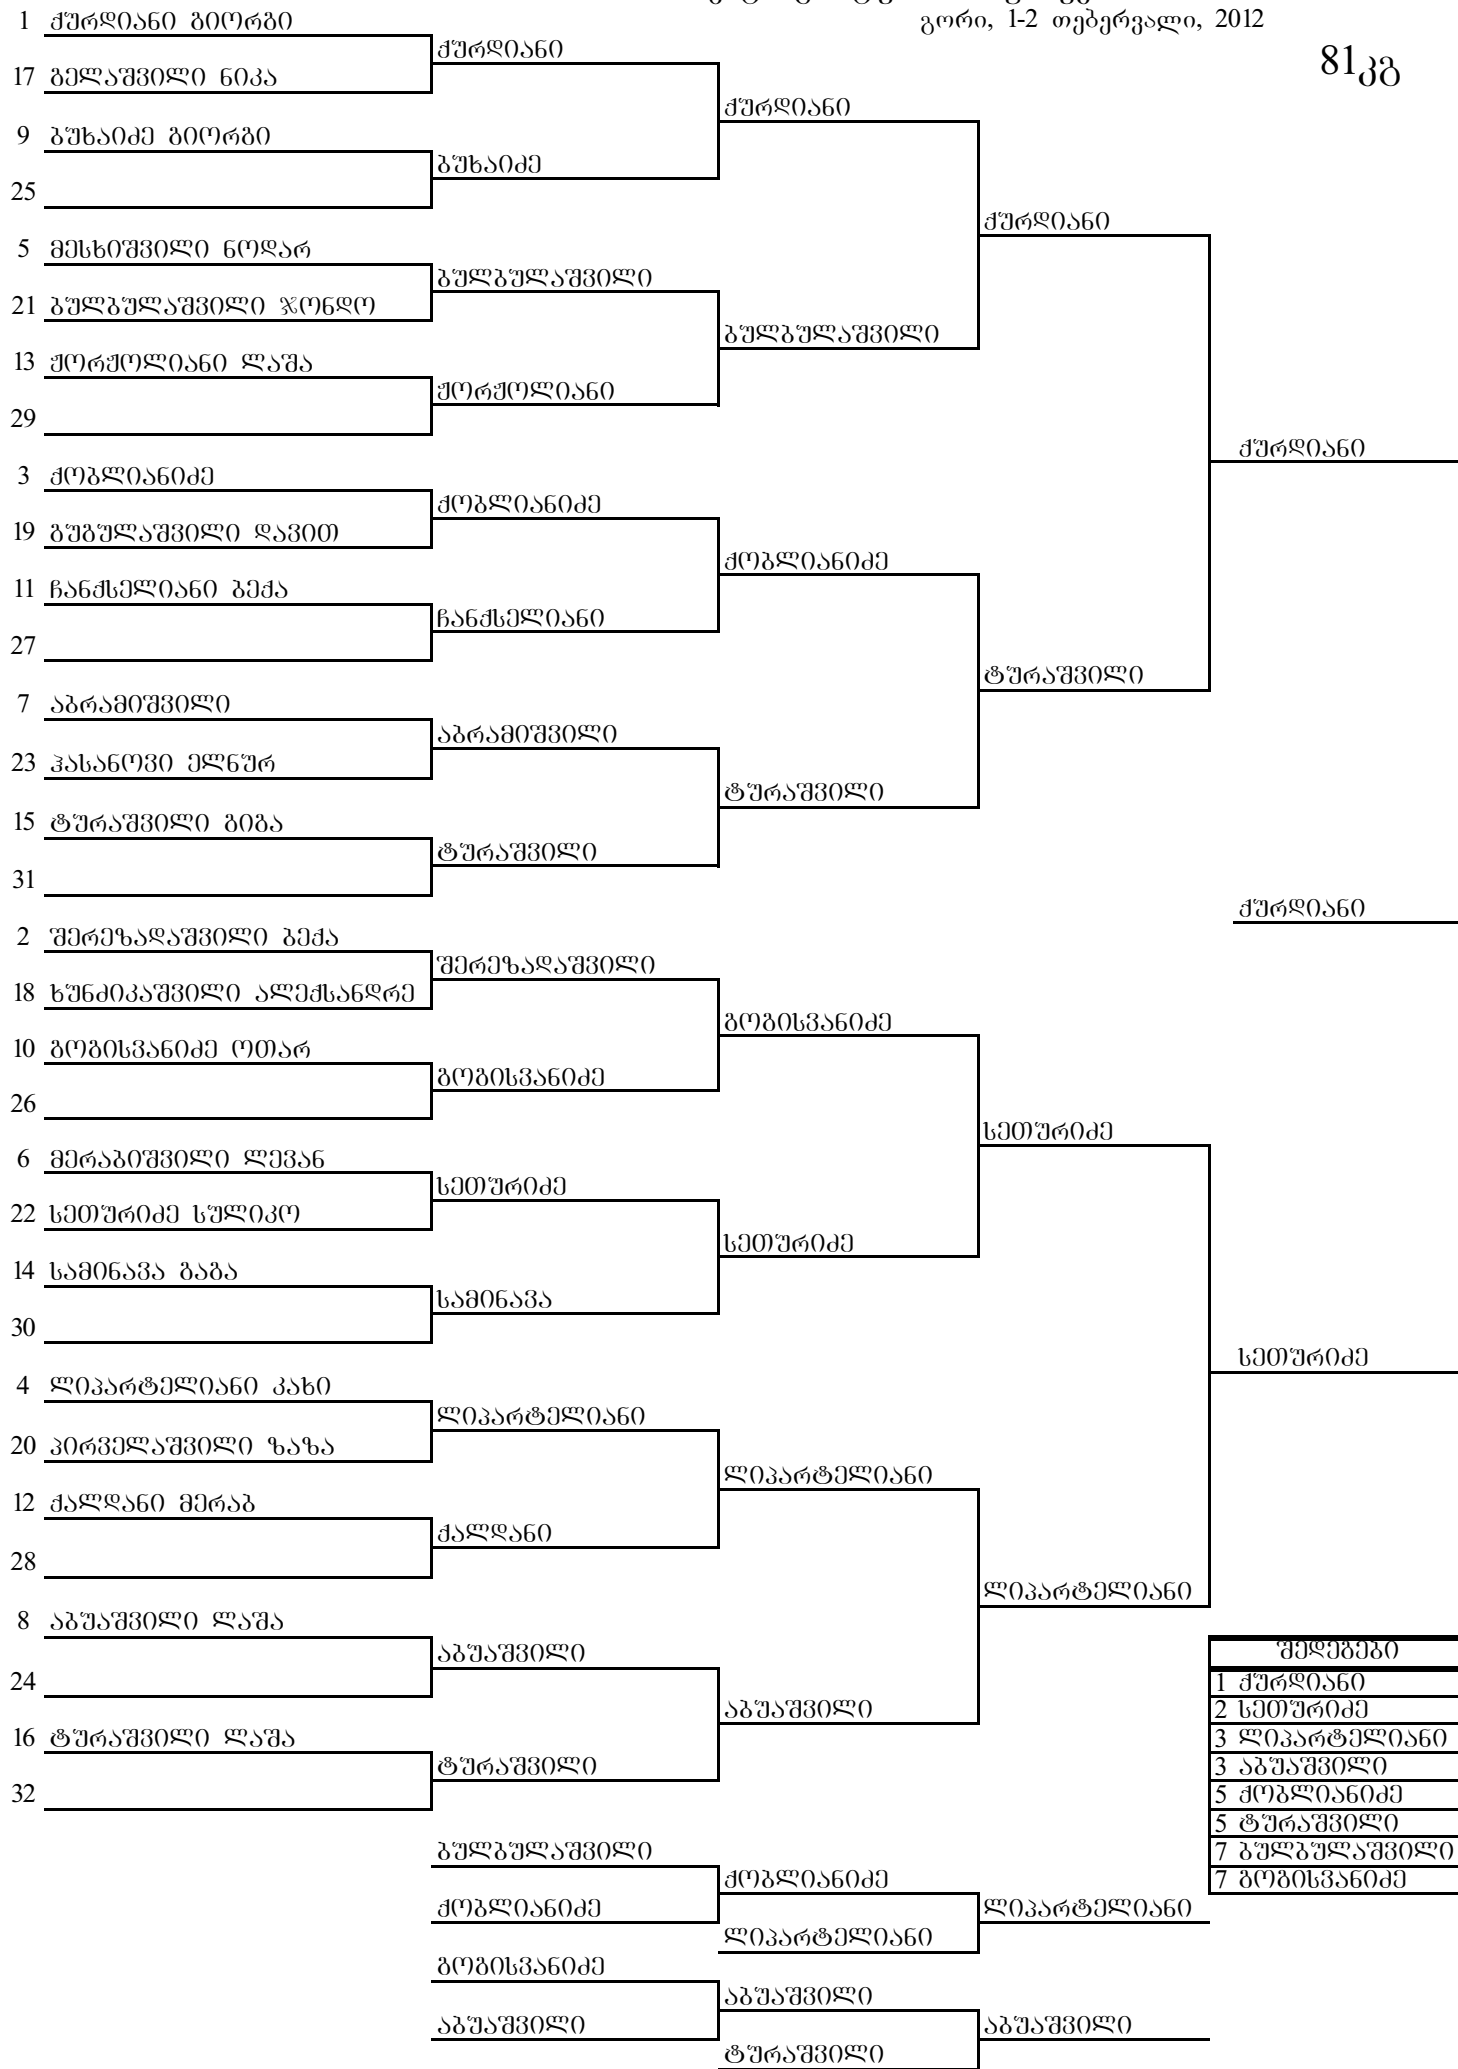 გორი, 1-2 თებერვალი, 2012
81კგ
1 ქურდიანი გიორგი
ქურდიანი
17 გელაშვილი ნიკა
ქურდიანი
9 ბუხაიძე გიორგი
ბუხაიძე
25
ქურდიანი
5 მესხიშვილი ნოდარ
ბულბულაშვილი
21 ბულბულაშვილი ჯონდო
ბულბულაშვილი
13 ჟორჟოლიანი ლაშა
ჟორჟოლიანი
29
ქურდიანი
3 ქობლიანიძე
ქობლიანიძე
19 გუგულაშვილი დავით
ქობლიანიძე
11 ჩანქსელიანი ბექა
ჩანქსელიანი
27
ტურაშვილი
7 აბრამიშვილი
აბრამიშვილი
23 ჰასანოვი ელნურ
ტურაშვილი
15 ტურაშვილი გიგა
ტურაშვილი
31
ქურდიანი
2 შერეზადაშვილი ბექა
შერეზადაშვილი
18 ხუნძიკაშვილი ალექსანდრე
გოგისვანიძე
10 გოგისვანიძე ოთარ
გოგისვანიძე
26
სეთურიძე
6 მერაბიშვილი ლევან
სეთურიძე
22 სეთურიძე სულიკო
სეთურიძე
14 სამინავა გაგა
სამინავა
30
სეთურიძე
4 ლიპარტელიანი კახი
ლიპარტელიანი
20 პირველაშვილი ზაზა
ლიპარტელიანი
12 ქალდანი მერაბ
ქალდანი
28
ლიპარტელიანი
8 აბუაშვილი ლაშა
აბუაშვილი
24
აბუაშვილი
16 ტურაშვილი ლაშა
ტურაშვილი
32
შედეგები
1 ქურდიანი
2 სეთურიძე
3 ლიპარტელიანი
3 აბუაშვილი
5 ქობლიანიძე
5 ტურაშვილი
7 ბულბულაშვილი
7 გოგისვანიძე
ბულბულაშვილი
ქობლიანიძე
ქობლიანიძე
ლიპარტელიანი
ლიპარტელიანი
გოგისვანიძე
აბუაშვილი
აბუაშვილი
აბუაშვილი
ტურაშვილი